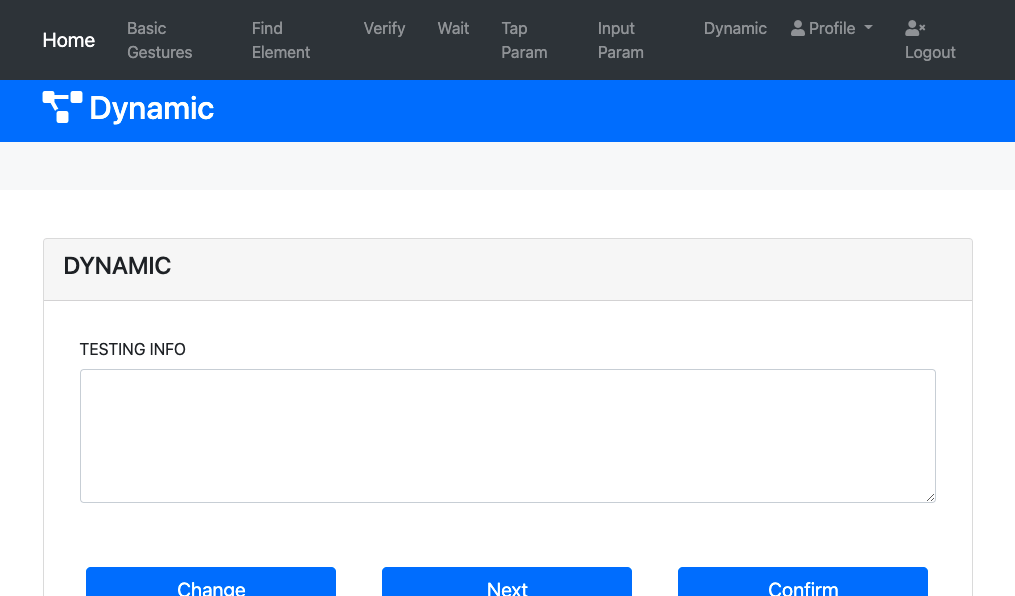 Home
Basic Gestures
Find Element
Verify
Wait
Tap Param
Input Param
Dynamic
Profile
Logout
Dynamic
DYNAMIC
TESTING INFO
Change
Next
Confirm